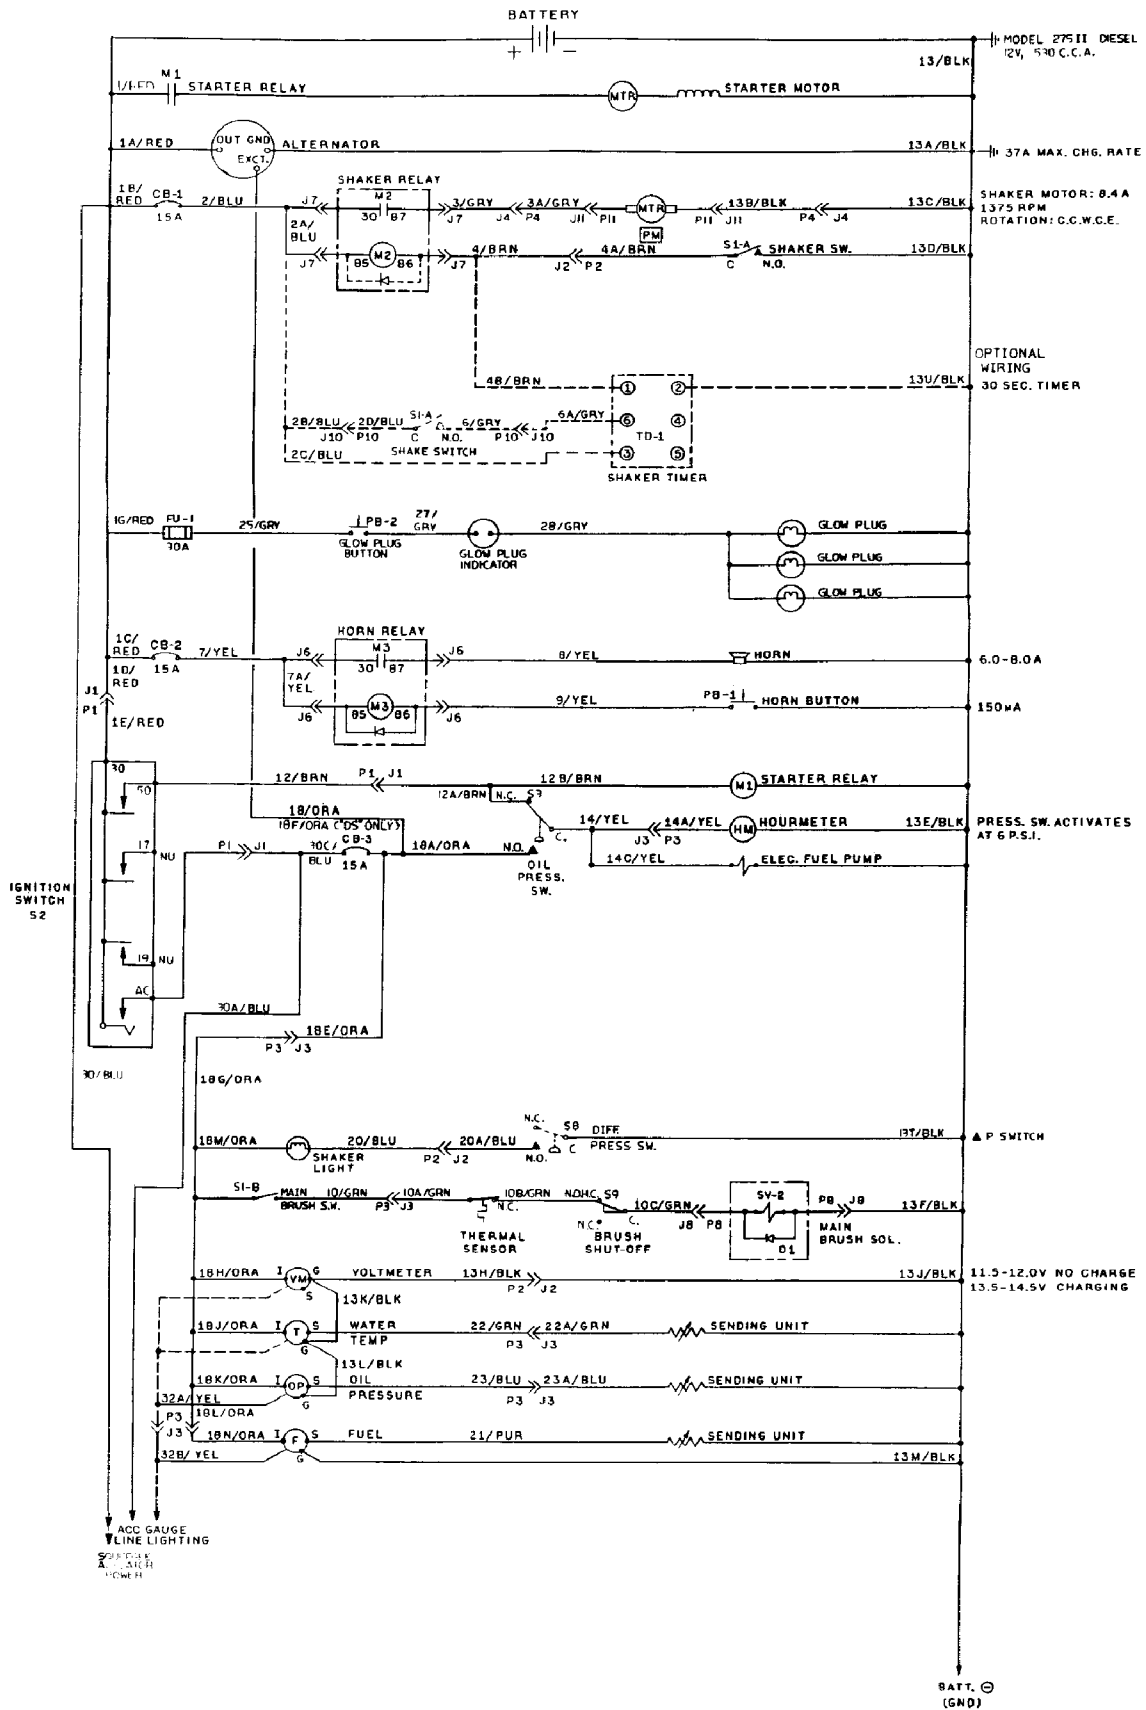 BATTERY
+ −
MODEL 275 II DIESEL
12V, 530 C.C.A.
13/BLK
M1
1/RED
STARTER RELAY
MTR
STARTER MOTOR
1A/RED
OUT GND
EXCT.
ALTERNATOR
13A/BLK
37A MAX. CHG. RATE
SHAKER RELAY
1B/
RED
CB-1
15A
2/BLU
J7
M2
30 87
3/GRY
J7
3A/GRY
J4 P4
J11 P11
MTR
PM
13B/BLK
P11 J11
P4 J4
13C/BLK
SHAKER MOTOR: 8.4A
1375 RPM
ROTATION: C.C.W.C.E.
2A/
BLU
J7
85 M2 86
J7
4/BRN
J2 P2
4A/BRN
S1-A
C N.O.
SHAKER SW.
13D/BLK
OPTIONAL
WIRING
30 SEC. TIMER
4B/BRN
1 2
13U/BLK
2B/BLU
J10 P10
2D/BLU
S1-A
C N.O.
6/GRY
P10 J10
6A/GRY
6 4
TD-1
SHAKE SWITCH
2C/BLU
3 5
SHAKER TIMER
1G/RED
FU-1
30A
25/GRY
PB-2
GLOW PLUG
BUTTON
27/
GRY
GLOW PLUG
INDICATOR
28/GRY
GLOW PLUG
GLOW PLUG
GLOW PLUG
HORN RELAY
1C/
RED
CB-2
15A
7/YEL
J6
M3
30 87
J6
8/YEL
HORN
6.0-8.0A
1D/
RED
7A/
YEL
J6
85 M3 86
J6
9/YEL
PB-1
HORN BUTTON
150MA
J1
P1
1E/RED
30
50
12/BRN
P1 J1
12B/BRN
M1
STARTER RELAY
12A/BRN
N.C.
S7
18/ORA
18F/ORA ("DS" ONLY)
C.
14/YEL
J3 P3
14A/YEL
HM
HOURMETER
13E/BLK
PRESS. SW. ACTIVATES
AT 6 P.S.I.
17 NU
P1 J1
30C/
BLU
CB-3
15A
18A/ORA
N.O.
OIL
PRESS.
SW.
14C/YEL
ELEC. FUEL PUMP
IGNITION
SWITCH
S2
19 NU
AC
30A/BLU
P3 J3
18E/ORA
30/BLU
18G/ORA
18M/ORA
SHAKER
LIGHT
20/BLU
P2 J2
20A/BLU
N.C.
N.O.
S8
C
DIFF.
PRESS SW.
13T/BLK
▲ P SWITCH
S1-B
MAIN
BRUSH SW.
10/GRN
P3 J3
10A/GRN
N.C.
THERMAL
SENSOR
10B/GRN
N.O.H.C. S9
N.C. C.
BRUSH
SHUT-OFF
10C/GRN
J8 P8
SV-2
D1
P8 J8
MAIN
BRUSH SOL.
13F/BLK
18H/ORA
I VM G
S
VOLTMETER
13H/BLK
P2 J2
13J/BLK
11.5-12.0V NO CHARGE
13.5-14.5V CHARGING
13K/BLK
18J/ORA
I T S
G
WATER
TEMP
22/GRN
P3 J3
22A/GRN
SENDING UNIT
13L/BLK
18K/ORA
I OP S
G
OIL
PRESSURE
23/BLU
P3 J3
23A/BLU
SENDING UNIT
32A/YEL
P3
J3
18L/ORA
18N/ORA
I F S
G
FUEL
21/PUR
SENDING UNIT
32B/YEL
13M/BLK
ACC GAUGE
LINE LIGHTING
POWER
BATT. ⊖
(GND)